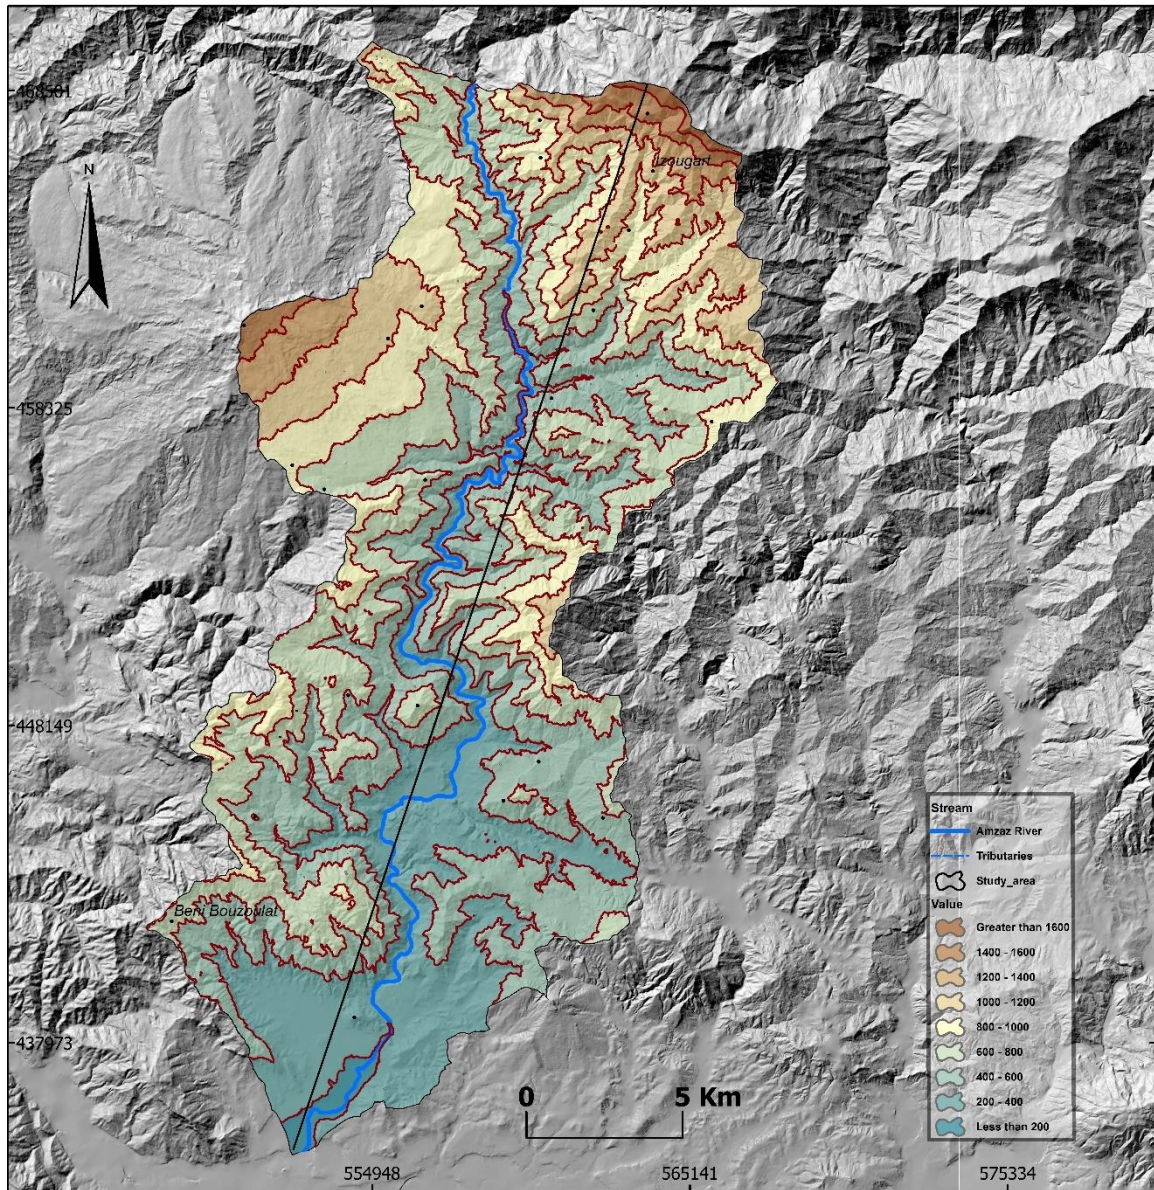 468501
N
Izougart
458325
448149
Beni Bouzoulat
437973
Stream
Amzaz River
Tributaries
Study_area
Value
Greater than 1600
1400 - 1600
1200 - 1400
1000 - 1200
800 - 1000
600 - 800
400 - 600
200 - 400
Less than 200
0 5 Km
554948 565141 575334